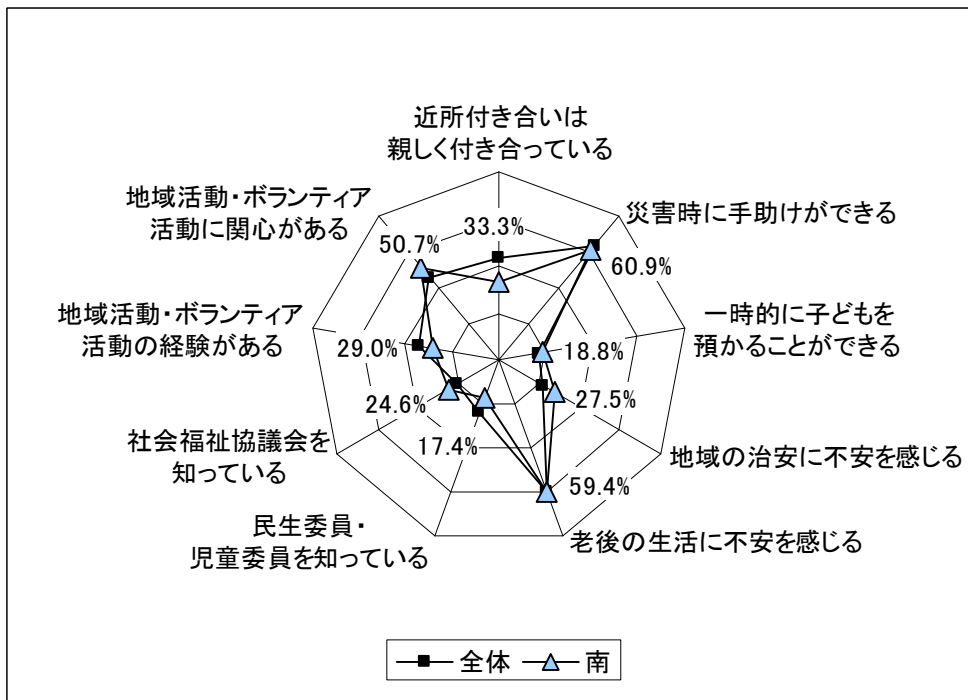 近所付き合いは
親しく付き合っている
33.3%
災害時に手助けができる
60.9%
一時的に子どもを
預かることができる
18.8%
地域の治安に不安を感じる
27.5%
老後の生活に不安を感じる
59.4%
民生委員・
児童委員を知っている
17.4%
社会福祉協議会を
知っている
24.6%
地域活動・ボランティア
活動の経験がある
29.0%
地域活動・ボランティア
活動に関心がある
50.7%
全体 南